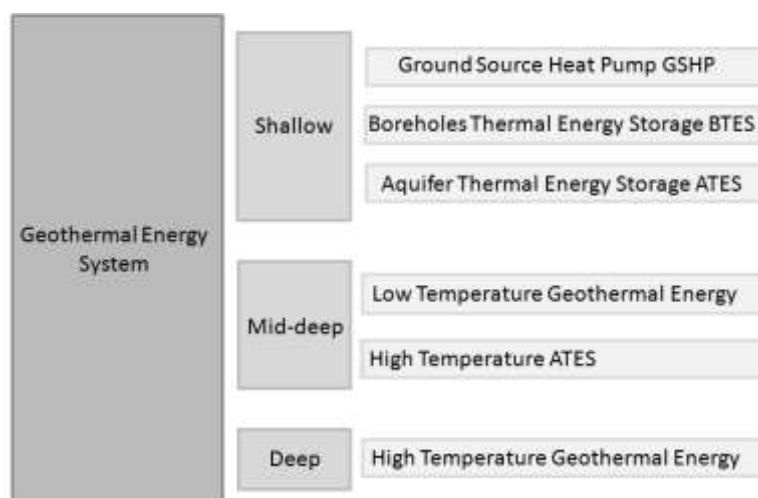 Geothermal Energy
System
Shallow
Ground Source Heat Pump GSHP
Boreholes Thermal Energy Storage BTES
Aquifer Thermal Energy Storage ATES
Mid-deep
Low Temperature Geothermal Energy
High Temperature ATES
Deep
High Temperature Geothermal Energy